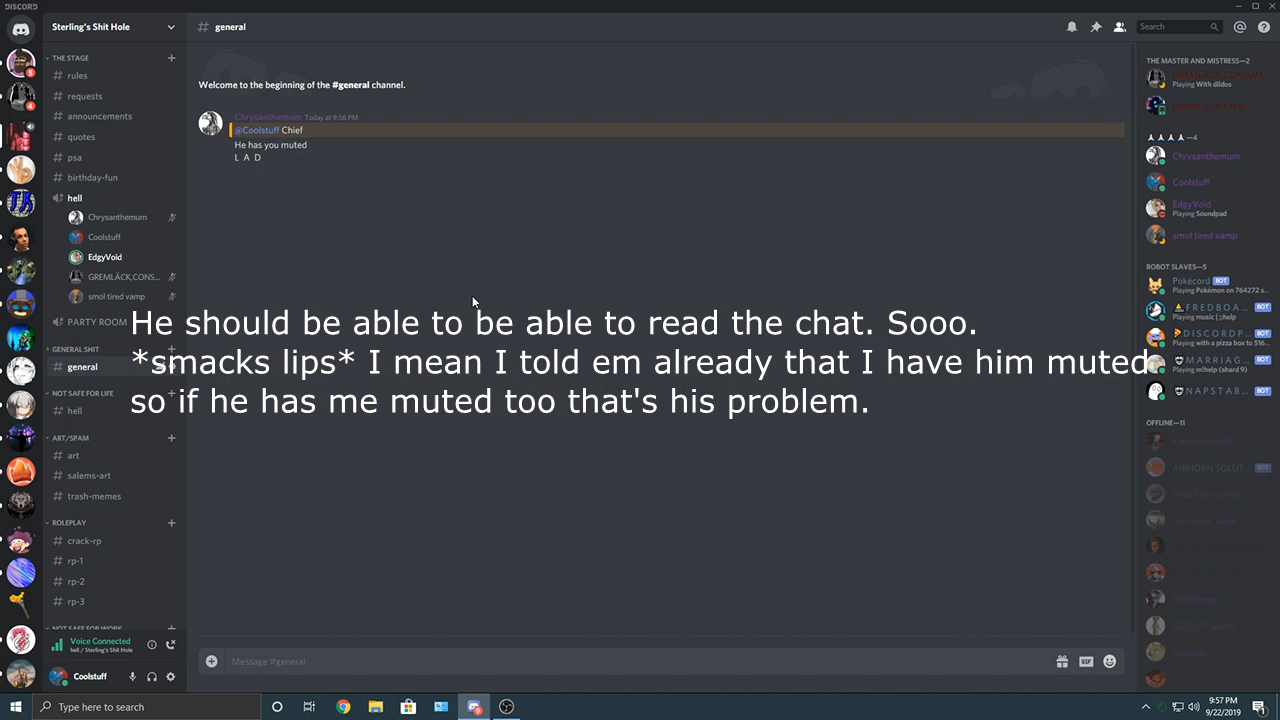 DISCORD
Sterling's Shit Hole
# general
Search
THE STAGE
# rules
# requests
# announcements
# quotes
# psa
# birthday-fun
hell
Chrysanthemum
Coolstuff
EdgyVoid
GREMLÄCK,CONS...
smol tired vamp
PARTY ROOM
GENERAL SHIT
# general
NOT SAFE FOR LIFE
# hell
ART/SPAM
# art
# salems-art
# trash-memes
ROLEPLAY
# crack-rp
# rp-1
# rp-2
# rp-3
NOT SAFE FOR WORK
Voice Connected
hell / Sterling's Shit Hole
Coolstuff
Welcome to the beginning of the #general channel.
Chrysanthemum Today at 9:56 PM
@Coolstuff Chief
He has you muted
L A D
He should be able to be able to read the chat. Sooo.
*smacks lips* I mean I told em already that I have him muted
so if he has me muted too that's his problem.
Message #general
GIF
THE MASTER AND MISTRESS—2
GREMLÄCK,CONSUM
Playing With dildos
—4
Chrysanthemum
Coolstuff
EdgyVoid
Playing Soundpad
smol tired vamp
ROBOT SLAVES—5
Pokécord BOT
Playing Pokémon on 764272 s...
F R E D B O A ... BOT
Playing music | ;;help
D I S C O R D P ... BOT
Playing with a pizza box to 516...
M A R R I A G ... BOT
Playing m!help (shard 9)
N A P S T A B ... BOT
OFFLINE—11
AIRHORN SOLUT... BOT
Type here to search
9:57 PM
9/22/2019